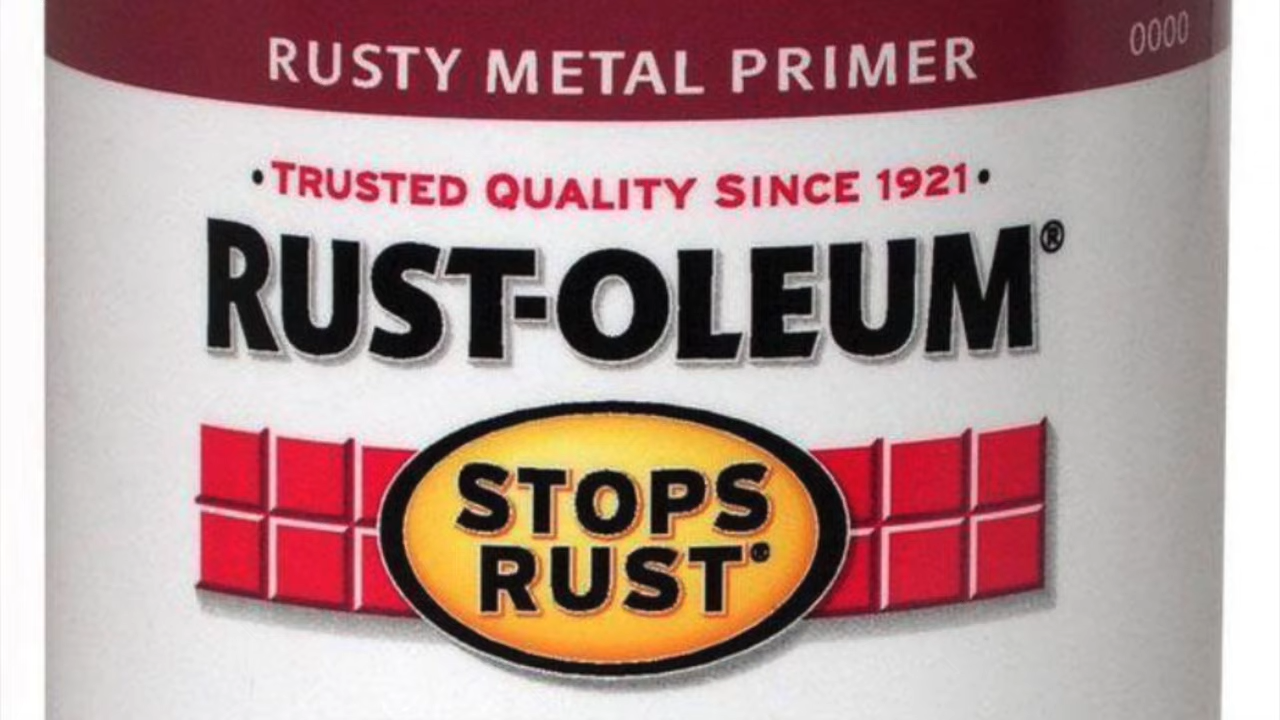 RUSTY METAL PRIMER
0000
•TRUSTED QUALITY SINCE 1921•
RUST-OLEUM®
STOPS
RUST®